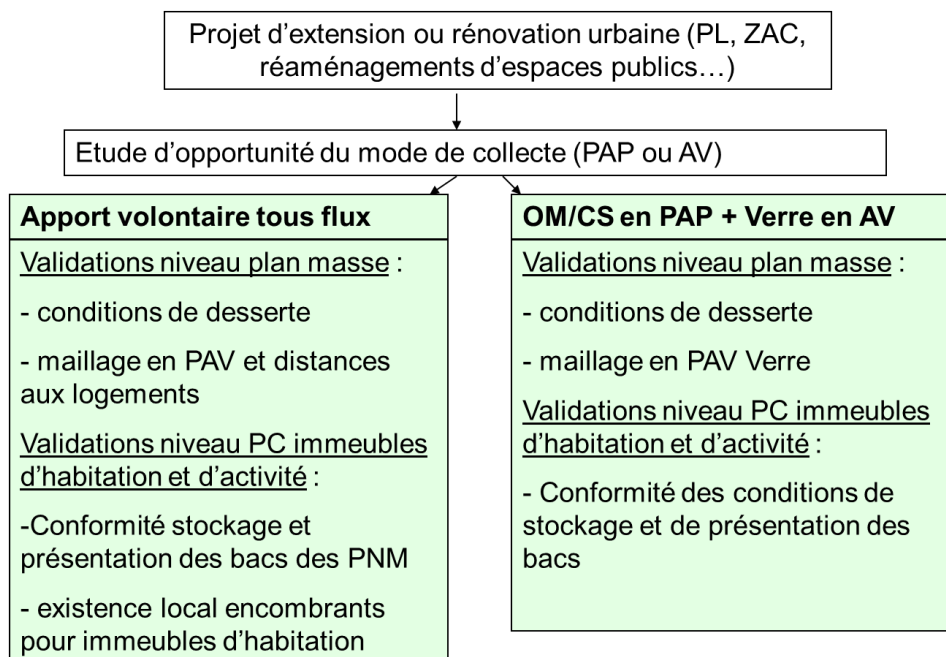 Projet d'extension ou rénovation urbaine (PL, ZAC,
réaménagements d'espaces publics…)
Etude d'opportunité du mode de collecte (PAP ou AV)
Apport volontaire tous flux
Validations niveau plan masse :
- conditions de desserte
- maillage en PAV et distances
aux logements
Validations niveau PC immeubles
d'habitation et d'activité :
-Conformité stockage et
présentation des bacs des PNM
- existence local encombrants
pour immeubles d'habitation
OM/CS en PAP + Verre en AV
Validations niveau plan masse :
- conditions de desserte
- maillage en PAV Verre
Validations niveau PC immeubles
d'habitation et d'activité :
- Conformité des conditions de
stockage et de présentation des
bacs